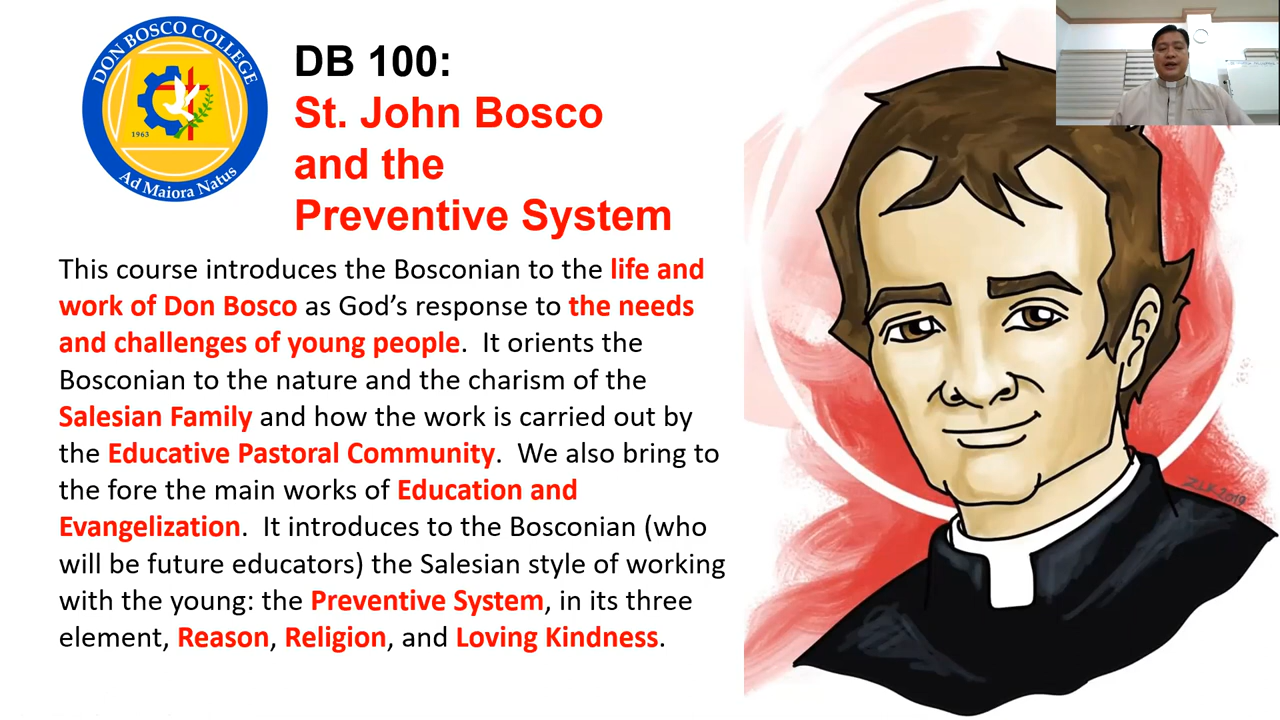 DON BOSCO COLLEGE
1963
Ad Maiora Natus
DB 100:
St. John Bosco
and the
Preventive System
This course introduces the Bosconian to the life and
work of Don Bosco as God’s response to the needs
and challenges of young people.  It orients the
Bosconian to the nature and the charism of the
Salesian Family and how the work is carried out by
the Educative Pastoral Community.  We also bring to
the fore the main works of Education and
Evangelization.  It introduces to the Bosconian (who
will be future educators) the Salesian style of working
with the young: the Preventive System, in its three
element, Reason, Religion, and Loving Kindness.
ZLK2019